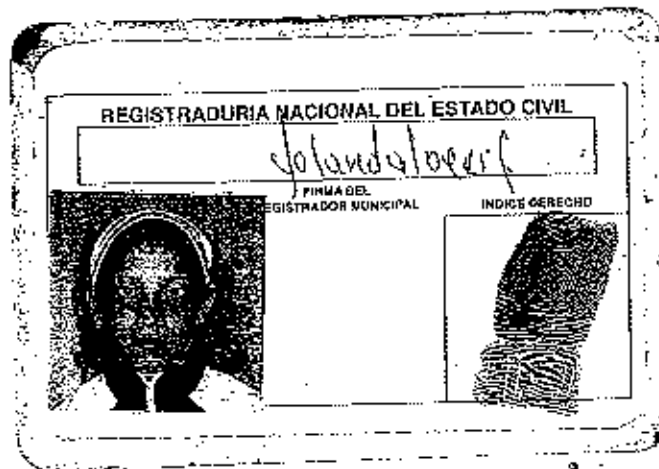 REGISTRADURIA NACIONAL DEL ESTADO CIVIL
FIRMA DEL
REGISTRADOR MUNICIPAL
INDICE DERECHO